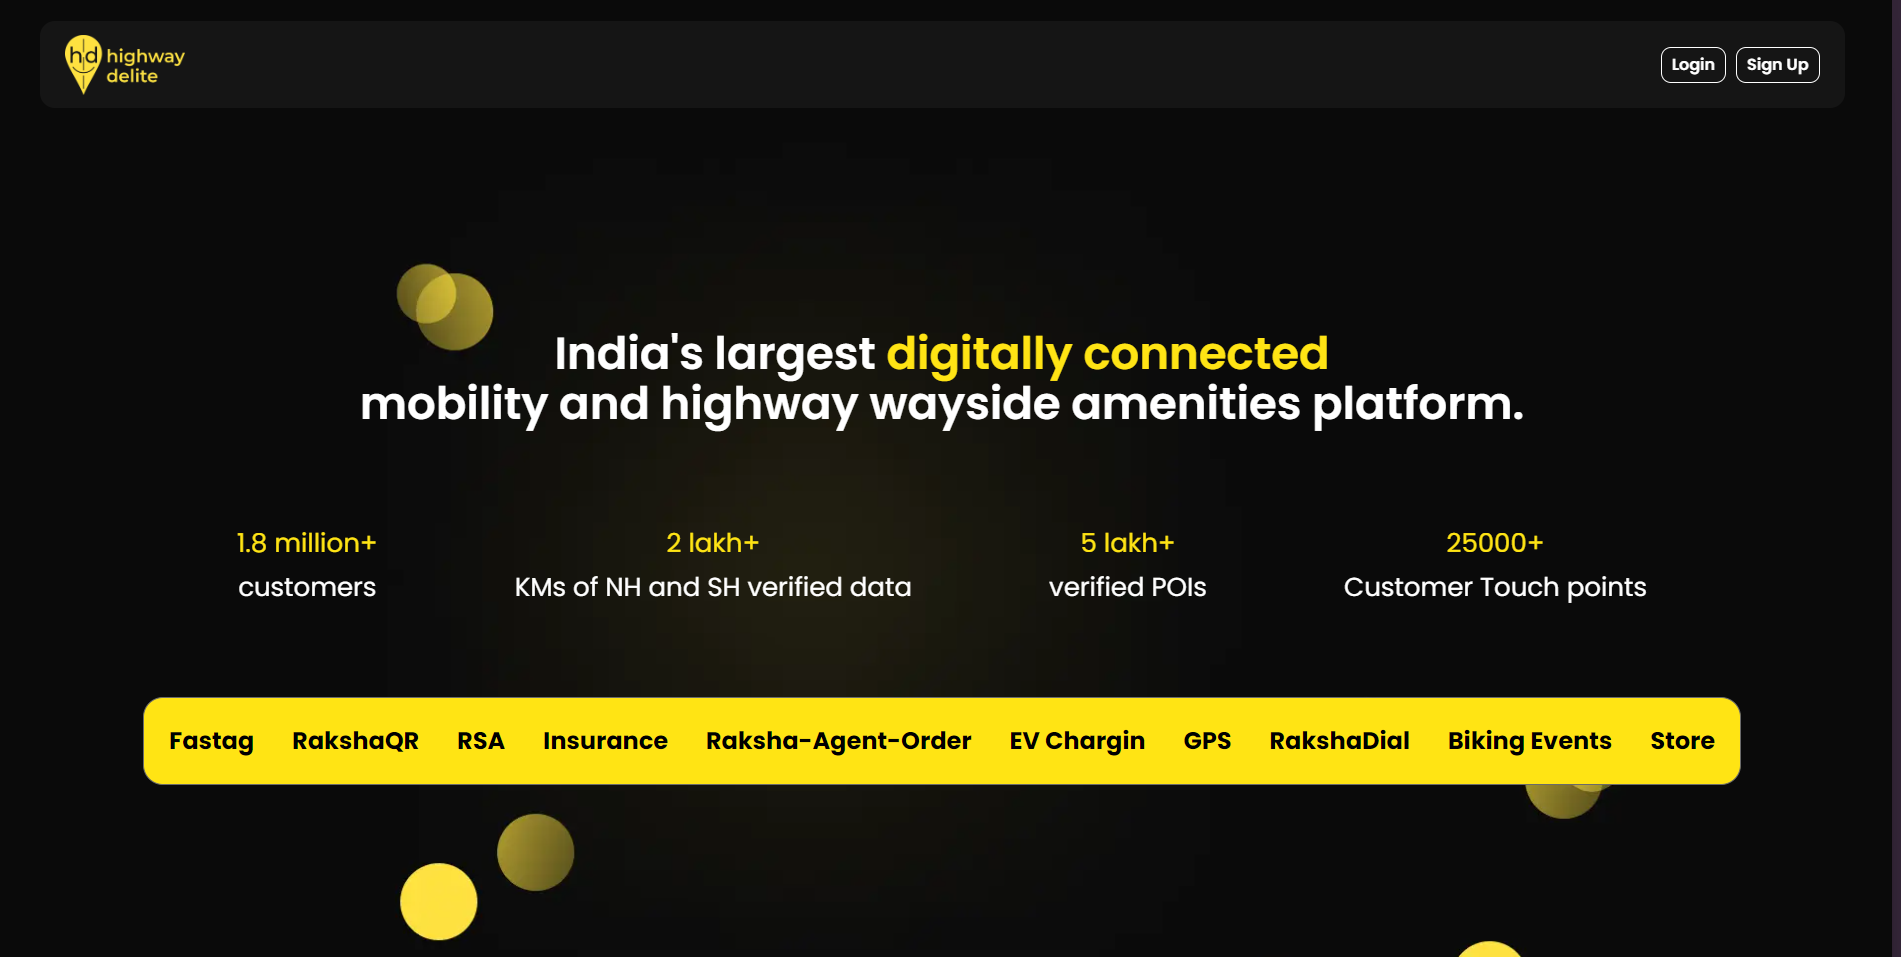 hd highway
delite
Login Sign Up
India's largest digitally connected
mobility and highway wayside amenities platform.
1.8 million+ 2 lakh+ 5 lakh+ 25000+
customers KMs of NH and SH verified data verified POIs Customer Touch points
Fastag RakshaQR RSA Insurance Raksha-Agent-Order EV Chargin GPS RakshaDial Biking Events Store